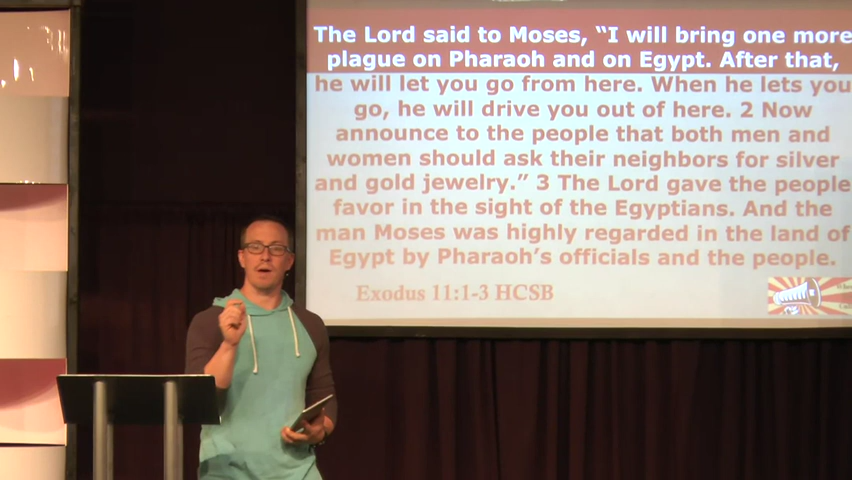 The Lord said to Moses, “I will bring one more
plague on Pharaoh and on Egypt. After that,
he will let you go from here. When he lets you
go, he will drive you out of here. 2 Now
announce to the people that both men and
women should ask their neighbors for silver
and gold jewelry.” 3 The Lord gave the people
favor in the sight of the Egyptians. And the
man Moses was highly regarded in the land of
Egypt by Pharaoh’s officials and the people.
Exodus 11:1-3 HCSB